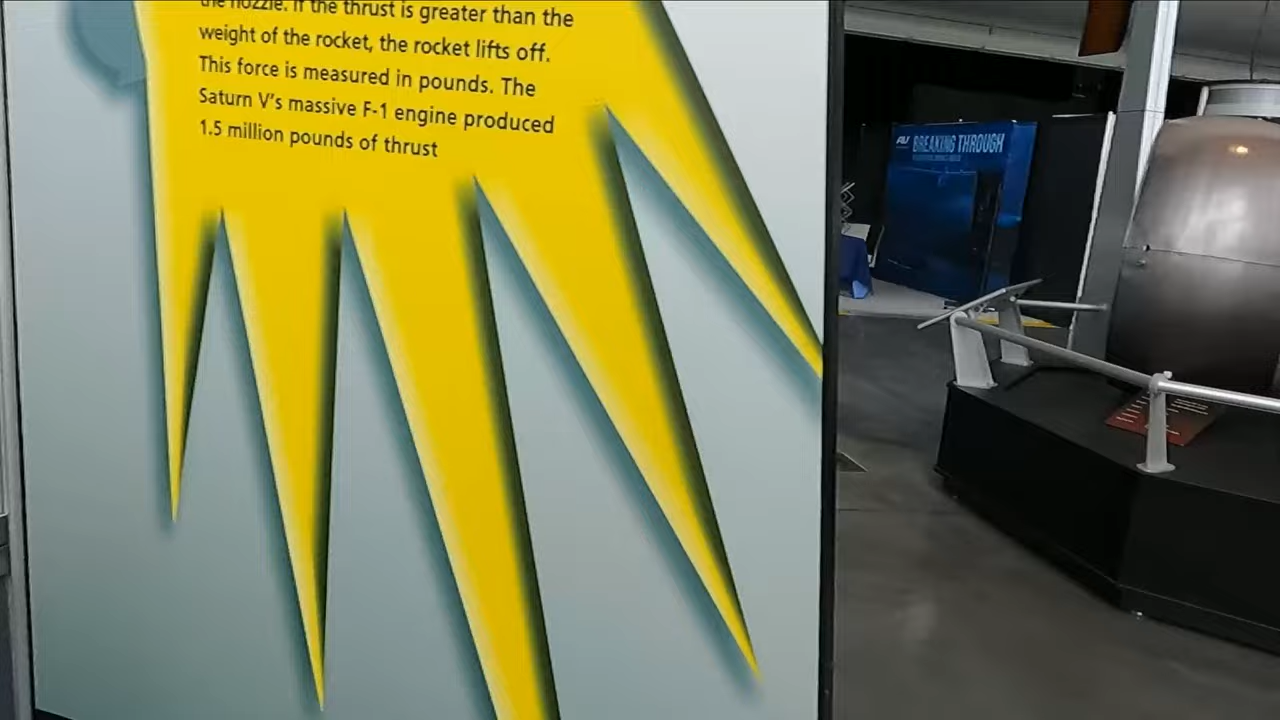 the nozzle. If the thrust is greater than the
weight of the rocket, the rocket lifts off.
This force is measured in pounds. The
Saturn V's massive F-1 engine produced
1.5 million pounds of thrust
BREAKING THROUGH